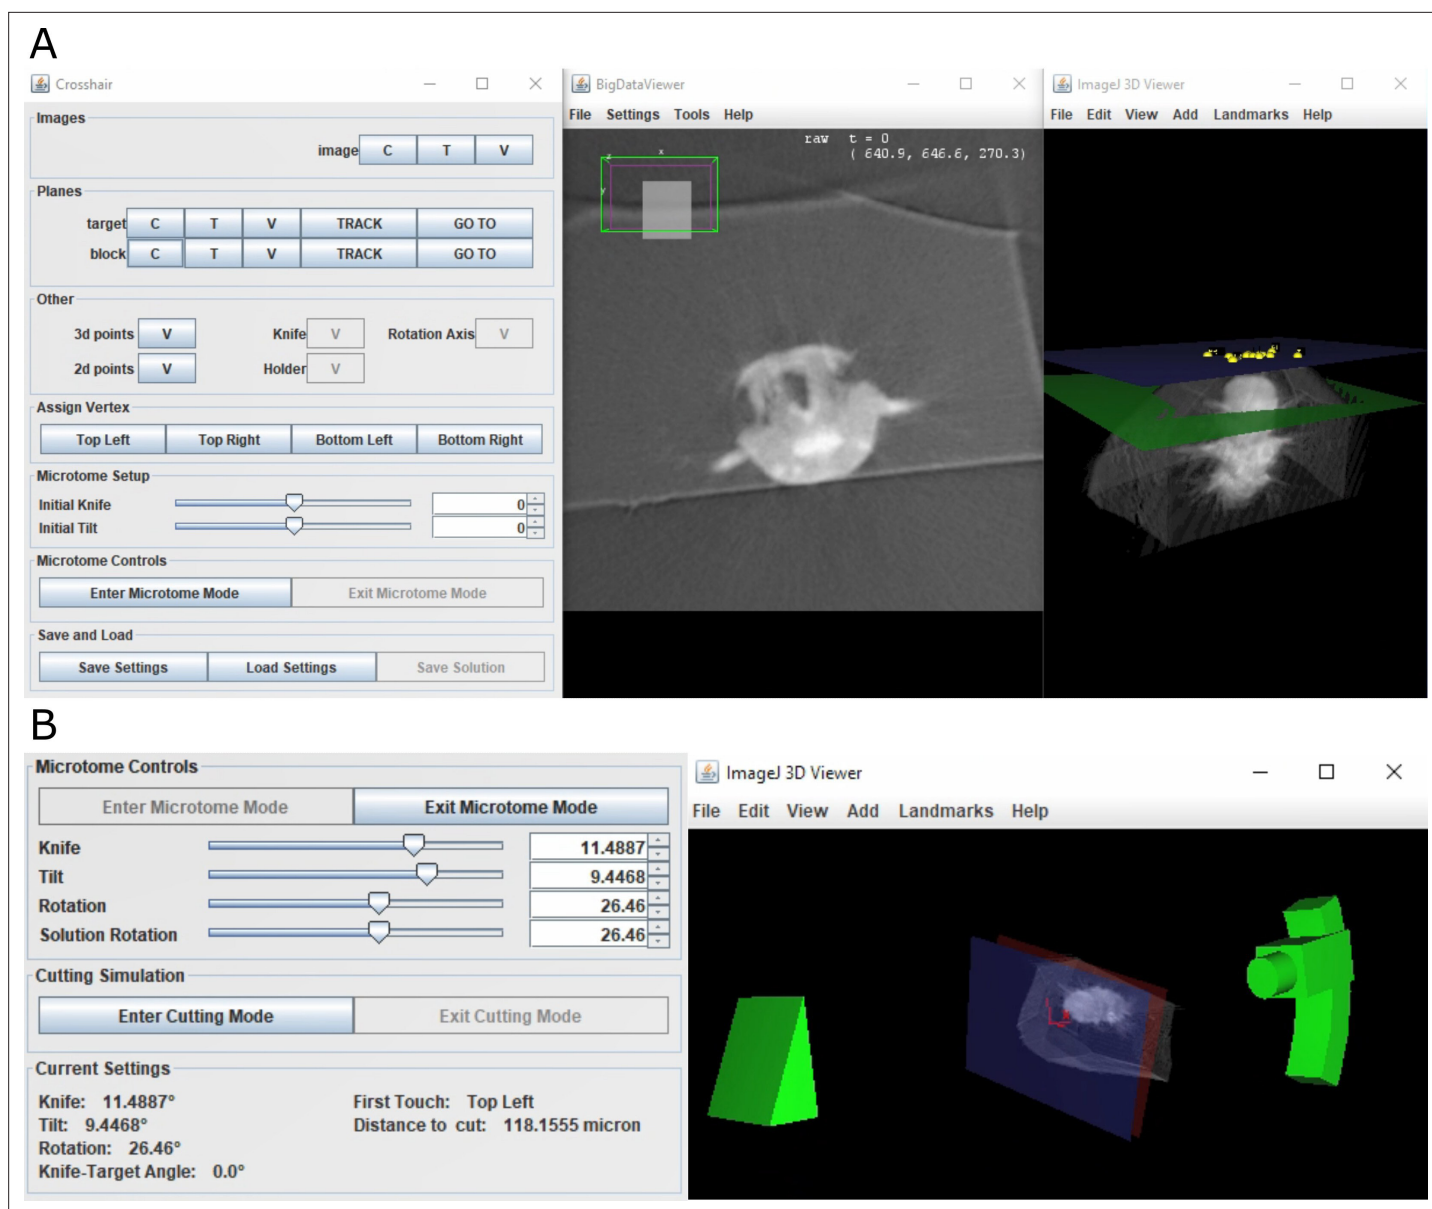 A
Crosshair
Images
image C T V
Planes
target C T V TRACK GO TO
block C T V TRACK GO TO
Other
3d points V Knife V Rotation Axis V
2d points V Holder V
Assign Vertex
Top Left Top Right Bottom Left Bottom Right
Microtome Setup
Initial Knife 0
Initial Tilt 0
Microtome Controls
Enter Microtome Mode Exit Microtome Mode
Save and Load
Save Settings Load Settings Save Solution
BigDataViewer
File Settings Tools Help
raw t = 0
( 640.9, 646.6, 270.3)
z x
y
ImageJ 3D Viewer
File Edit View Add Landmarks Help
B
Microtome Controls
Enter Microtome Mode Exit Microtome Mode
Knife 11.4887
Tilt 9.4468
Rotation 26.46
Solution Rotation 26.46
Cutting Simulation
Enter Cutting Mode Exit Cutting Mode
Current Settings
Knife: 11.4887° First Touch: Top Left
Tilt: 9.4468° Distance to cut: 118.1555 micron
Rotation: 26.46°
Knife-Target Angle: 0.0°
ImageJ 3D Viewer
File Edit View Add Landmarks Help